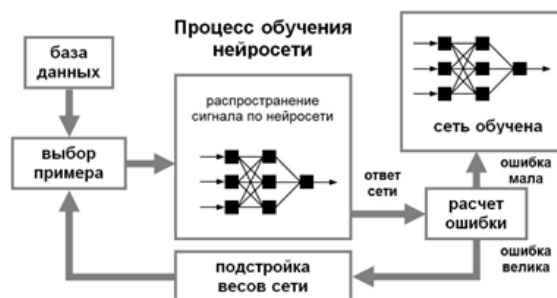 Процесс обучения
нейросети
база
данных
выбор
примера
распространение
сигнала по нейросети
ответ
сети
расчет
ошибки
ошибка
мала
сеть обучена
ошибка
велика
подстройка
весов сети